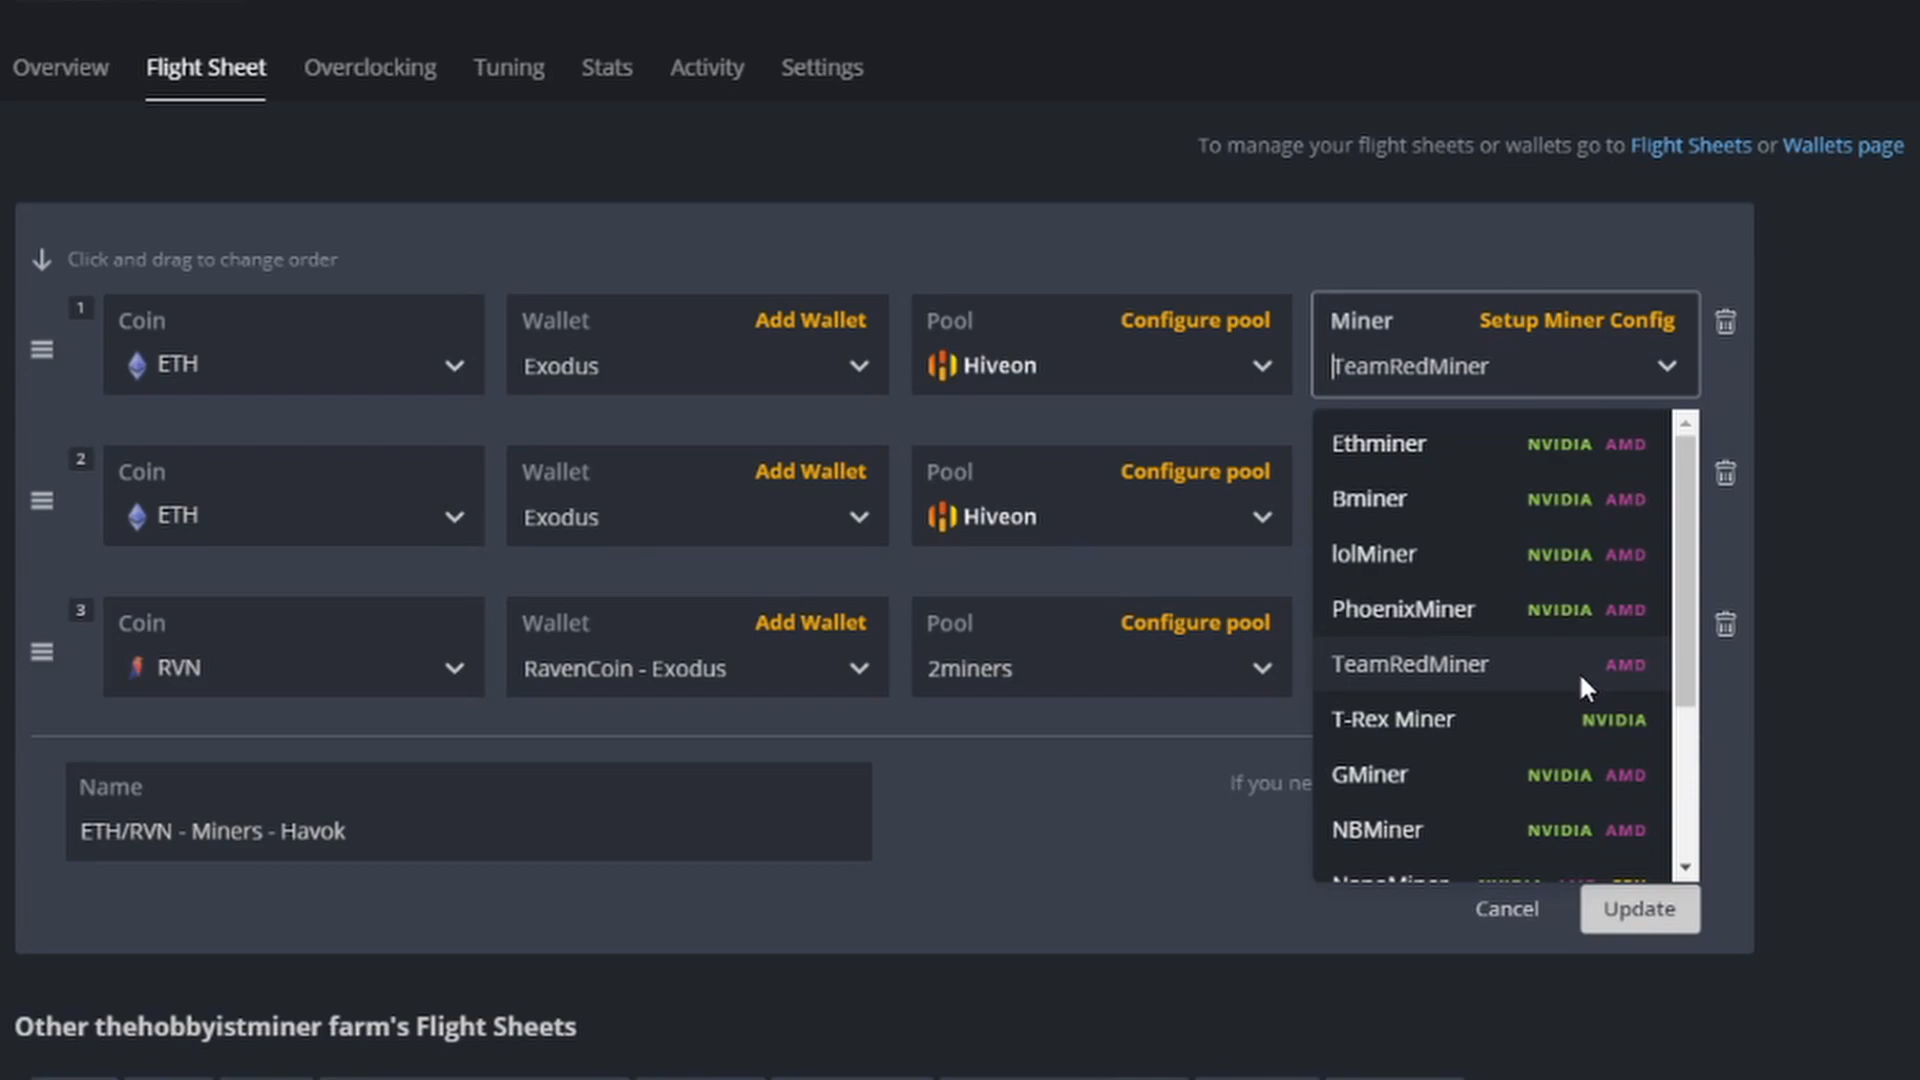 Overview Flight Sheet Overclocking Tuning Stats Activity Settings
To manage your flight sheets or wallets go to Flight Sheets or Wallets page
Click and drag to change order
1
Coin
ETH
Wallet Add Wallet
Exodus
Pool Configure pool
Hiveon
Miner Setup Miner Config
TeamRedMiner
2
Coin
ETH
Wallet Add Wallet
Exodus
Pool Configure pool
Hiveon
3
Coin
RVN
Wallet Add Wallet
RavenCoin - Exodus
Pool Configure pool
2miners
Ethminer NVIDIA AMD
Bminer NVIDIA AMD
lolMiner NVIDIA AMD
PhoenixMiner NVIDIA AMD
TeamRedMiner AMD
T-Rex Miner NVIDIA
GMiner NVIDIA AMD
NBMiner NVIDIA AMD
Name
ETH/RVN - Miners - Havok
If you ne
Cancel Update
Other thehobbyistminer farm's Flight Sheets